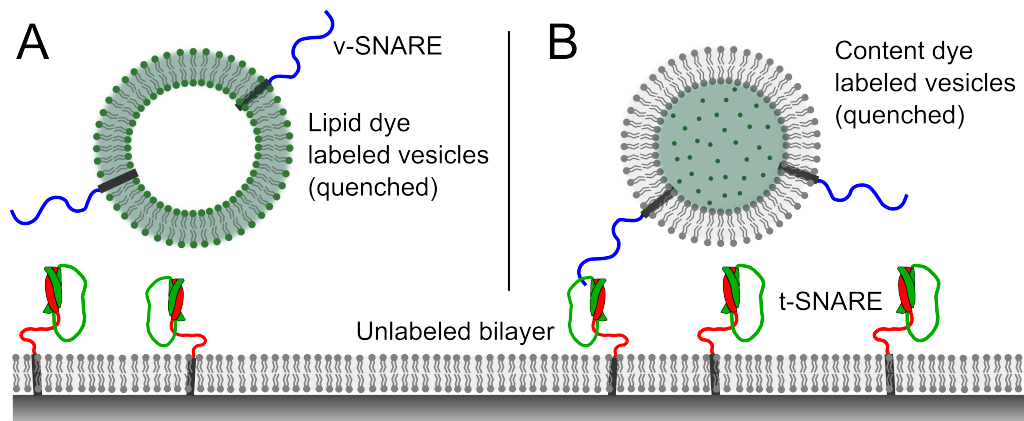 A
v-SNARE
Lipid dye
labeled vesicles
(quenched)
B
Content dye
labeled vesicles
(quenched)
t-SNARE
Unlabeled bilayer